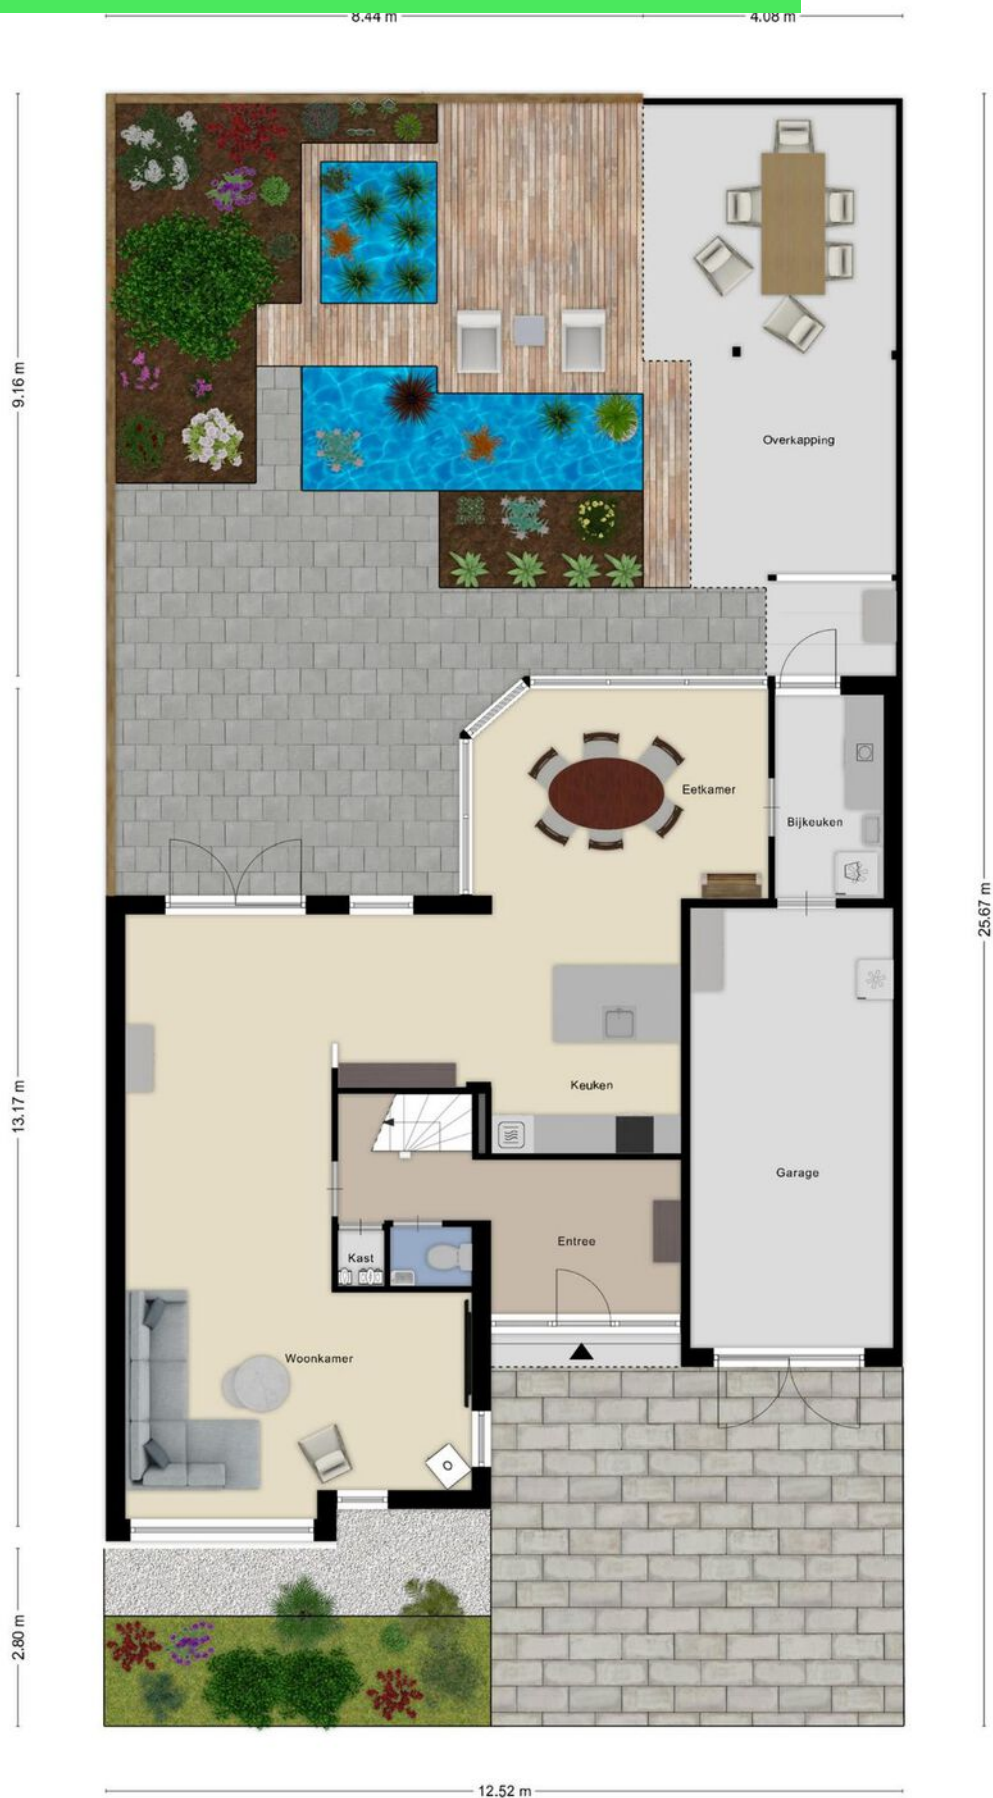 8.44 m
4.08 m
9.16 m
Overkapping
Eetkamer
Bijkeuken
25.67 m
13.17 m
Keuken
Garage
Entree
Kast
Woonkamer
2.80 m
12.52 m